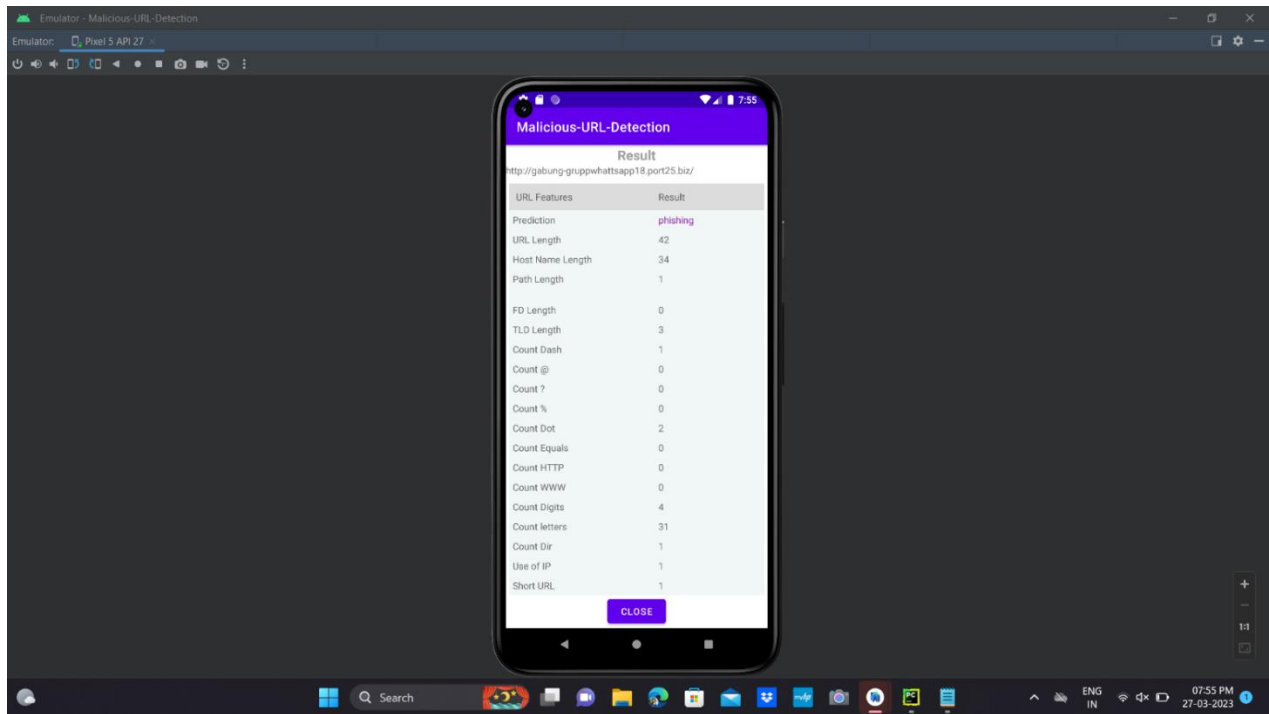 Emulator - Malicious-URL-Detection
Emulator: Pixel 5 API 27
7:55
Malicious-URL-Detection
Result
http://gabung-gruppwhattsapp18.port25.biz/
URL Features Result
Prediction phishing
URL Length 42
Host Name Length 34
Path Length 1
FD Length 0
TLD Length 3
Count Dash 1
Count @ 0
Count ? 0
Count % 0
Count Dot 2
Count Equals 0
Count HTTP 0
Count WWW 0
Count Digits 4
Count letters 31
Count Dir 1
Use of IP 1
Short URL 1
CLOSE
1:1
Search
ENG
IN
07:55 PM
27-03-2023
1